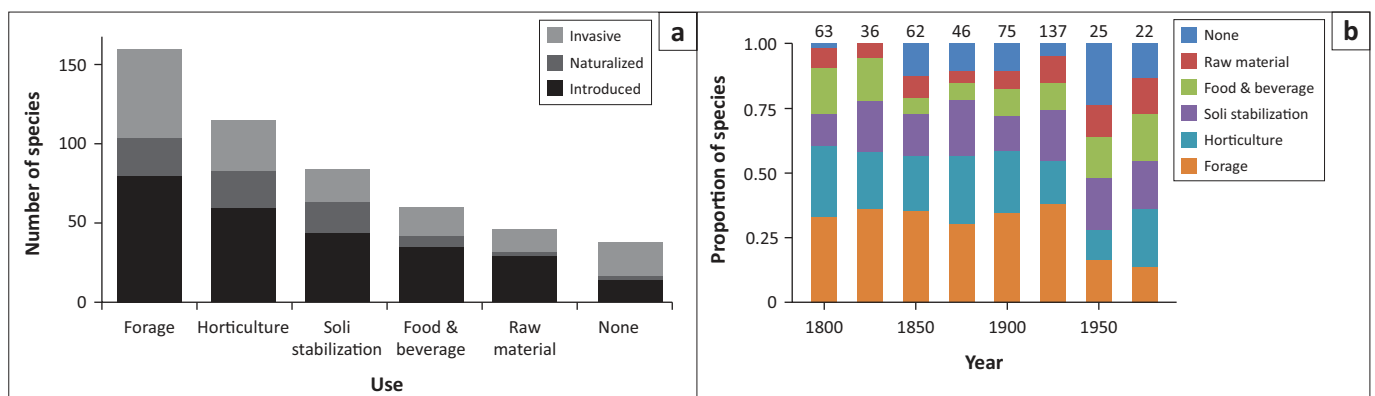 a
Invasive
Naturalized
Introduced
Number of species
150
100
50
0
Forage
Horticulture
Soli
stabilization
Food &
beverage
Raw
material
None
Use
b
63 36 62 46 75 137 25 22
None
Raw material
Food & beverage
Soli stabilization
Horticulture
Forage
Proportion of species
1.00
0.75
0.50
0.25
0
1800 1850 1900 1950
Year